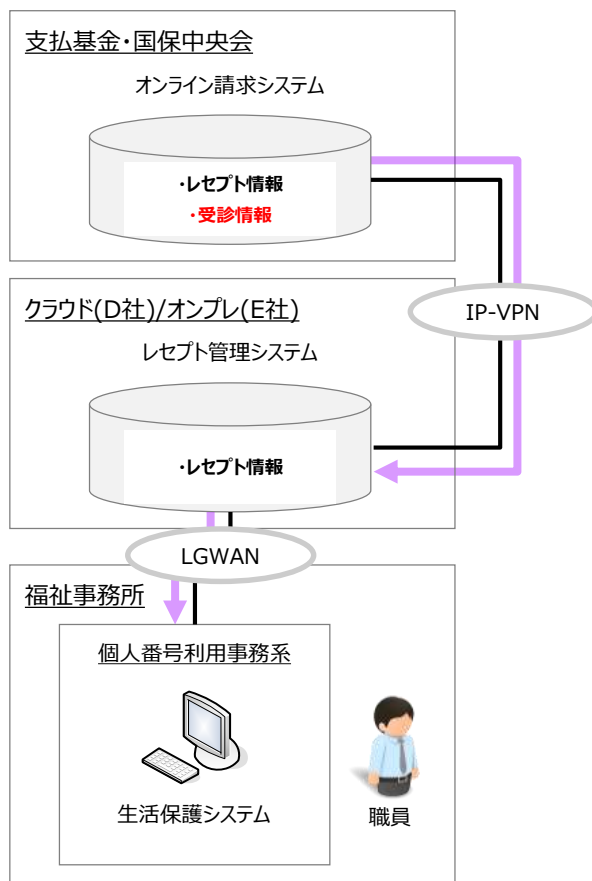 支払基金・国保中央会
オンライン請求システム
・レセプト情報
・受診情報
クラウド(D社)/オンプレ(E社)
IP-VPN
レセプト管理システム
・レセプト情報
LGWAN
福祉事務所
個人番号利用事務系
生活保護システム
職員